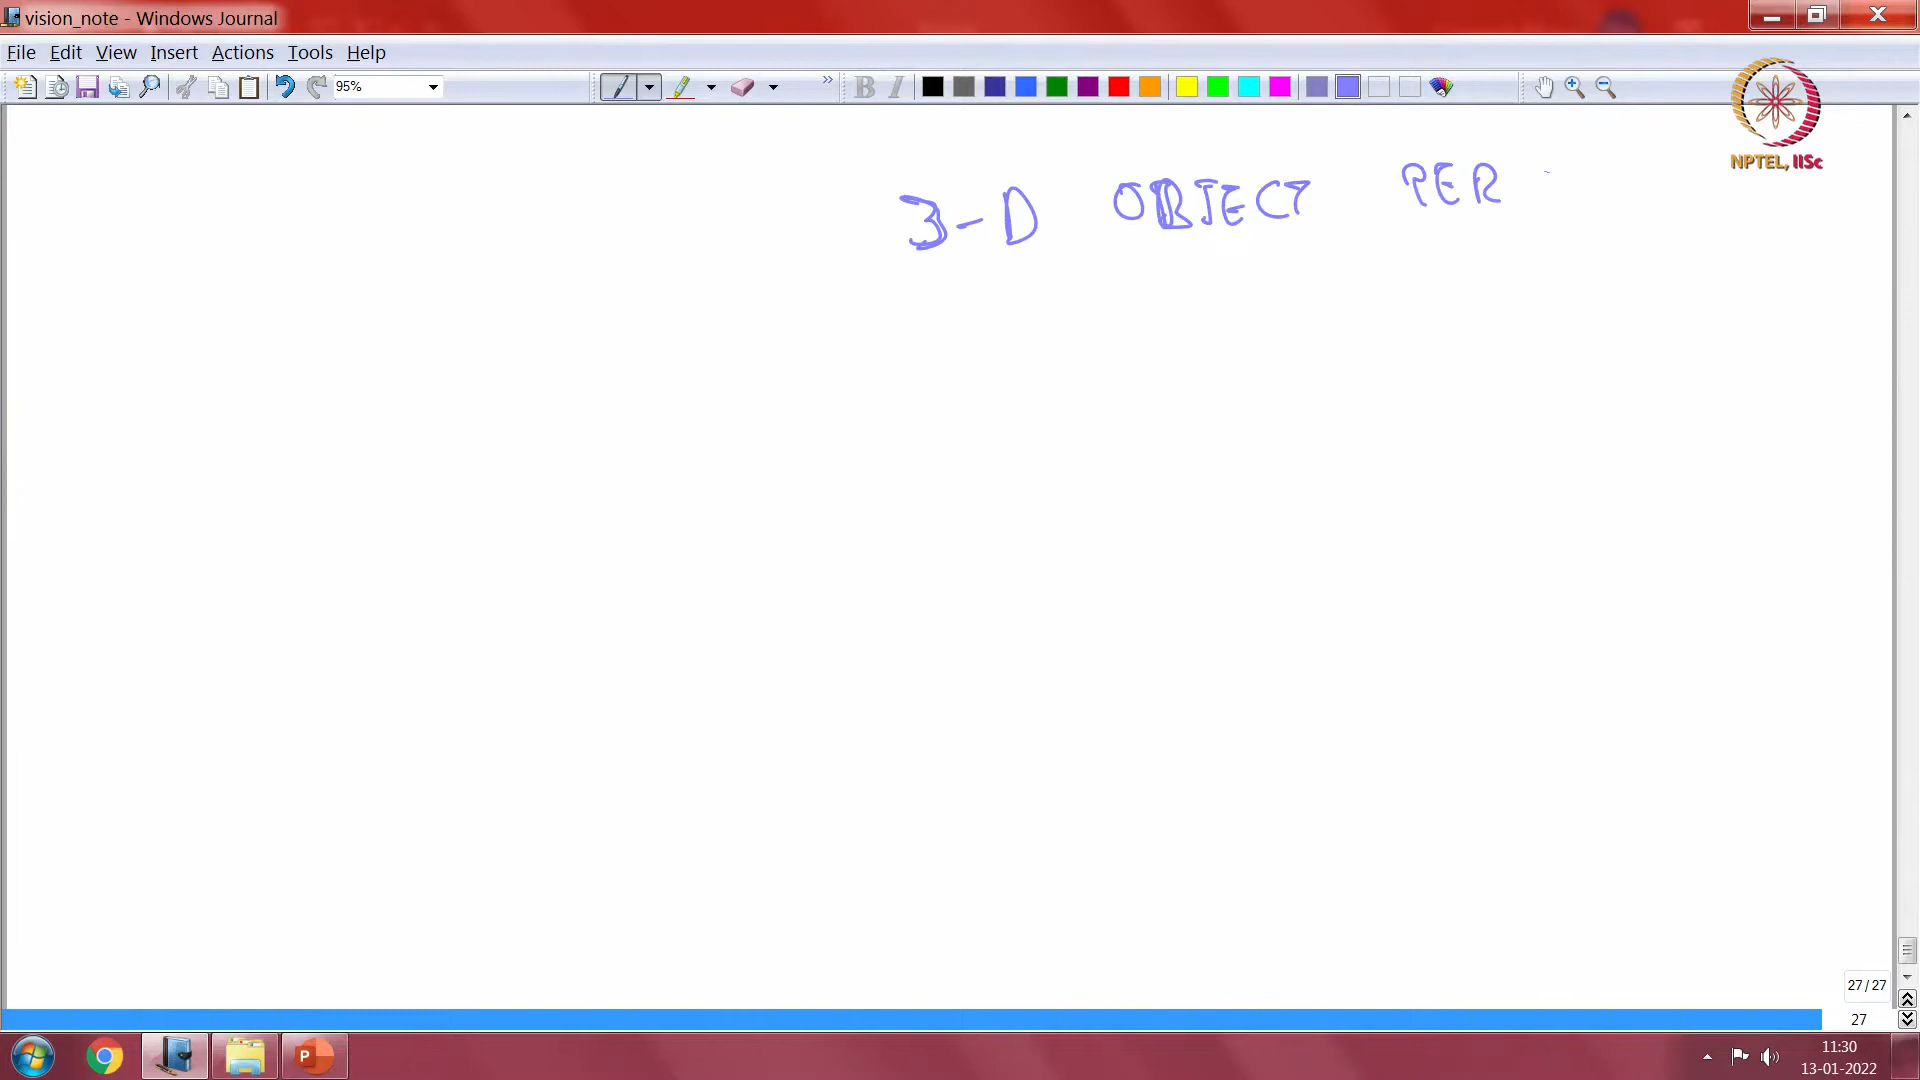 vision_note - Windows Journal
File Edit View Insert Actions Tools Help
95%
B I
NPTEL, IISc
3-D OBJECT PER
27/27
27
P
11:30
13-01-2022